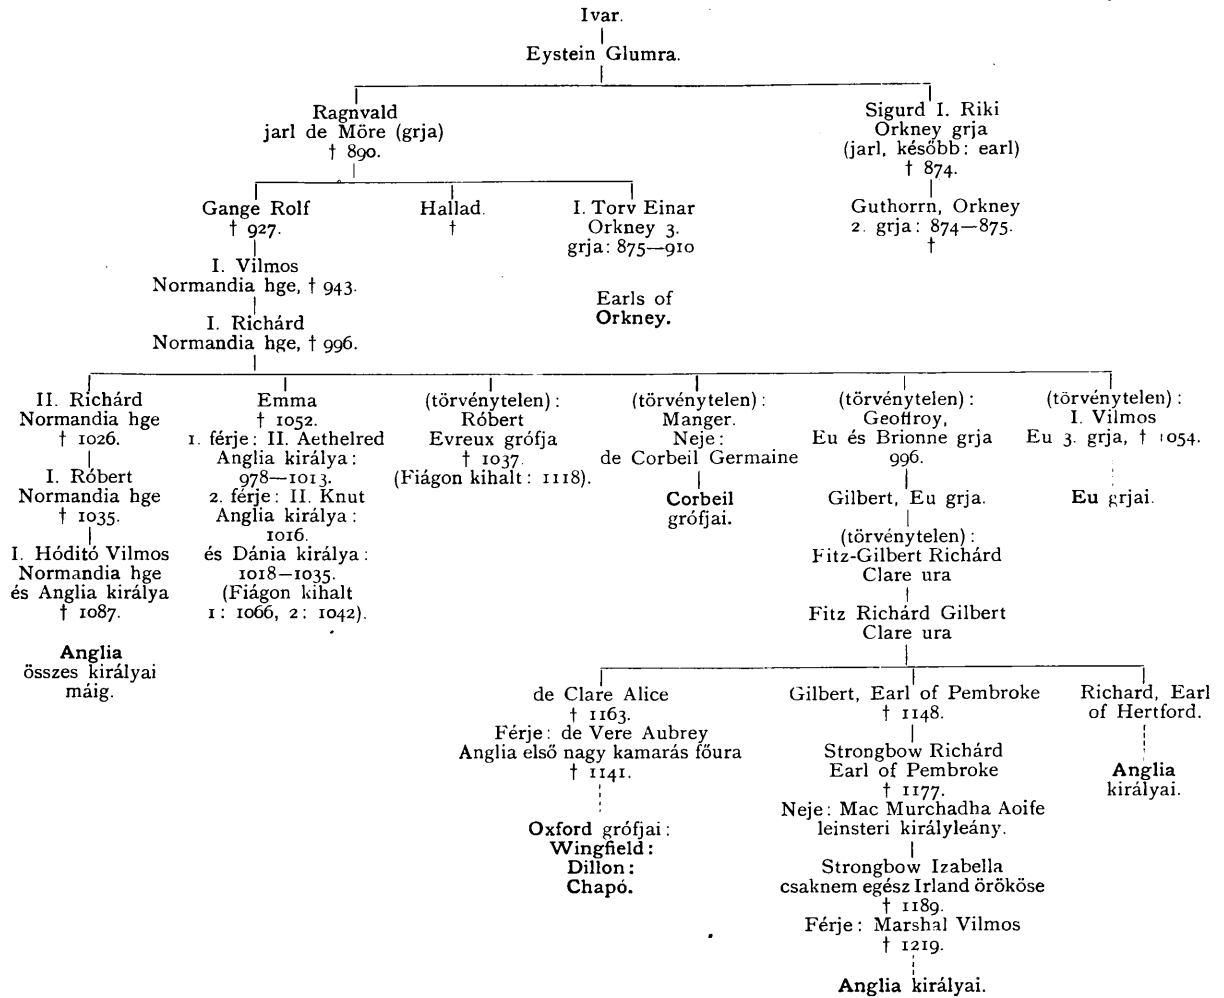 Ivar.
Eystein Glumra.
Ragnvald
jarl de Möre (grja)
† 890.
Sigurd I. Riki
Orkney grja
(jarl, később: earl)
† 874.
Gange Rolf
† 927.
Hallad.
†
I. Torv Einar
Orkney 3.
grja: 875—910
Guthorrn, Orkney
2. grja: 874—875.
†
I. Vilmos
Normandia hge, † 943.
Earls of
Orkney.
I. Richárd
Normandia hge, † 996.
II. Richárd
Normandia hge
† 1026.
I. Róbert
Normandia hge
† 1035.
I. Hóditó Vilmos
Normandia hge
és Anglia királya
† 1087.
Anglia
összes királyai
máig.
Emma
† 1052.
1. férje: II. Aethelred
Anglia királya:
978—1013.
2. férje: II. Knut
Anglia királya:
1016.
és Dánia királya:
1018—1035.
(Fiágon kihalt
1: 1066, 2: 1042).
(törvénytelen):
Róbert
Evreux grófja
† 1037.
(Fiágon kihalt: 1118).
(törvénytelen):
Manger.
Neje:
de Corbeil Germaine
Corbeil
grófjai.
(törvénytelen):
Geoffroy,
Eu és Brionne grja
996.
Gilbert, Eu grja.
(törvénytelen):
Fitz-Gilbert Richárd
Clare ura
Fitz Richárd Gilbert
Clare ura
(törvénytelen):
I. Vilmos
Eu 3. grja, † 1054.
Eu grjai.
de Clare Alice
† 1163.
Férje: de Vere Aubrey
Anglia első nagy kamarás főura
† 1141.
Oxford grófjai:
Wingfield:
Dillon:
Chapó.
Gilbert, Earl of Pembroke
† 1148.
Strongbow Richárd
Earl of Pembroke
† 1177.
Neje: Mac Murchadha Aoife
leinsteri királyleány.
Strongbow Izabella
csaknem egész Irland örököse
† 1189.
Férje: Marshal Vilmos
† 1219.
Anglia királyai.
Richard, Earl
of Hertford.
Anglia
királyai.